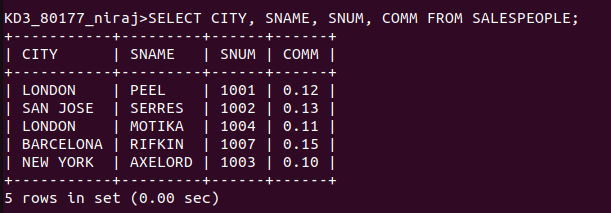 KD3_80177_niraj>SELECT CITY, SNAME, SNUM, COMM FROM SALESPEOPLE;
+-----------+---------+------+------+
| CITY      | SNAME   | SNUM | COMM |
+-----------+---------+------+------+
| LONDON    | PEEL    | 1001 | 0.12 |
| SAN JOSE  | SERRES  | 1002 | 0.13 |
| LONDON    | MOTIKA  | 1004 | 0.11 |
| BARCELONA | RIFKIN  | 1007 | 0.15 |
| NEW YORK  | AXELORD | 1003 | 0.10 |
+-----------+---------+------+------+
5 rows in set (0.00 sec)